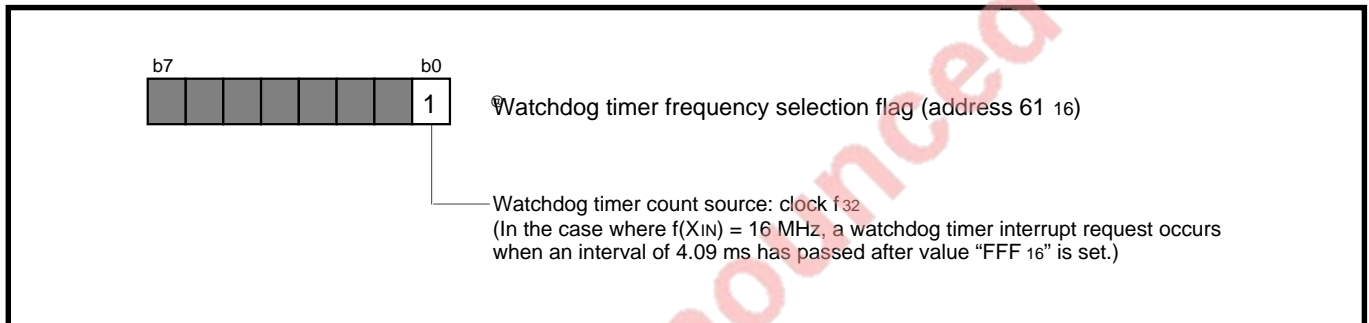 b7 b0
1
Watchdog timer frequency selection flag (address 61 16)
Watchdog timer count source: clock f 32
(In the case where f(XIN) = 16 MHz, a watchdog timer interrupt request occurs
when an interval of 4.09 ms has passed after value “FFF 16” is set.)
ounced